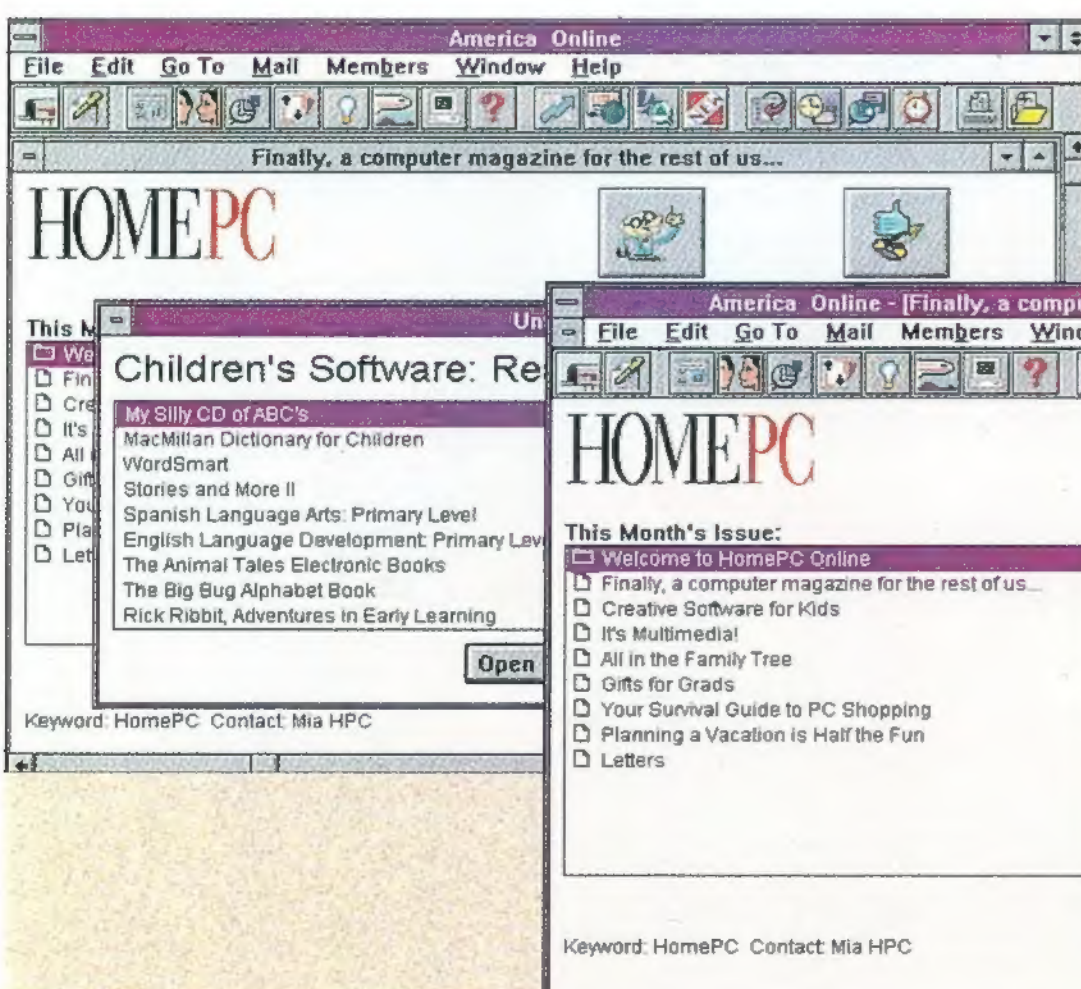 America Online
File Edit Go To Mail Members Window Help
Finally, a computer magazine for the rest of us...
HOMEPC
This M
We
Fin
Cre
It's
All
Gift
You
Pla
Let
Un
Children's Software: Re
My Silly CD of ABC's
MacMillan Dictionary for Children
WordSmart
Stories and More II
Spanish Language Arts: Primary Level
English Language Development: Primary Lev
The Animal Tales Electronic Books
The Big Bug Alphabet Book
Rick Ribbit, Adventures in Early Learning
Open
Keyword: HomePC Contact: Mia HPC
America Online - [Finally, a compu
File Edit Go To Mail Members Wind
HOMEPC
This Month's Issue:
Welcome to HomePC Online
Finally, a computer magazine for the rest of us...
Creative Software for Kids
It's Multimedia!
All in the Family Tree
Gifts for Grads
Your Survival Guide to PC Shopping
Planning a Vacation is Half the Fun
Letters
Keyword: HomePC Contact: Mia HPC